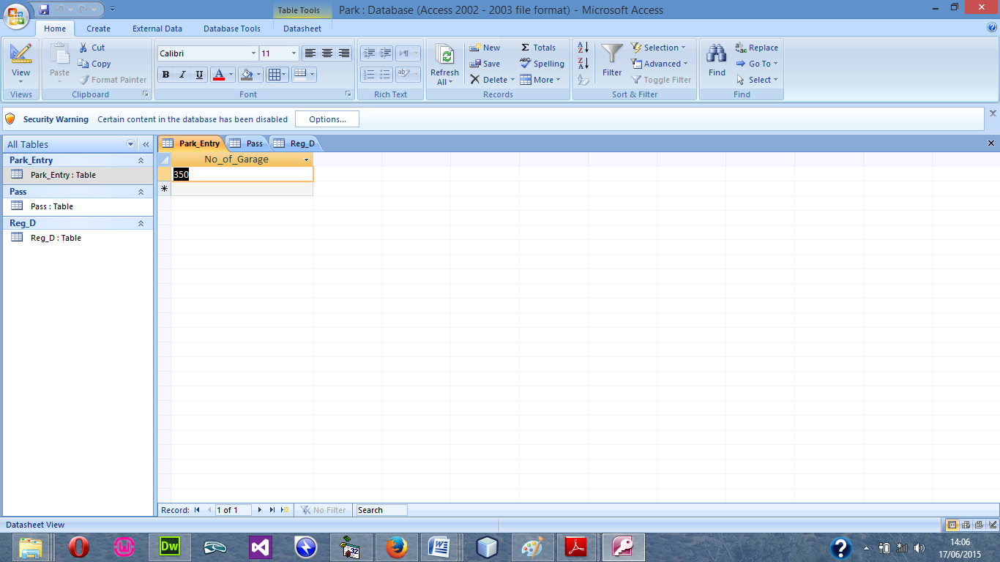 Table Tools
Park : Database (Access 2002 - 2003 file format) - Microsoft Access
Home Create External Data Database Tools Datasheet
View
Views
Paste
Cut
Copy
Format Painter
Clipboard
Calibri 11
B I U A
Font
Rich Text
Refresh All
New
Save
Delete
Totals
Spelling
More
Records
Filter
Selection
Advanced
Toggle Filter
Sort & Filter
Find
Replace
Go To
Select
Find
Security Warning Certain content in the database has been disabled Options...
All Tables
Park_Entry
Park_Entry : Table
Pass
Pass : Table
Reg_D
Reg_D : Table
Park_Entry Pass Reg_D
No_of_Garage
350
Record: 1 of 1 No Filter Search
Datasheet View
Dw
32
14:06
17/06/2015